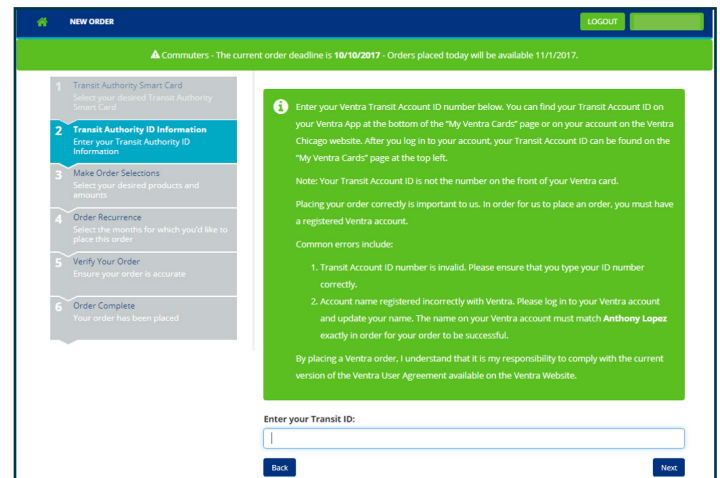 NEW ORDER
LOGOUT
Commuters - The current order deadline is 10/10/2017 - Orders placed today will be available 11/1/2017.
1 Transit Authority Smart Card
Select your desired Transit Authority
Smart Card
2 Transit Authority ID Information
Enter your Transit Authority ID
Information
3 Make Order Selections
Select your desired products and
amounts
4 Order Recurrence
Select the months for which you'd like to
place this order
5 Verify Your Order
Ensure your order is accurate
6 Order Complete
Your order has been placed
Enter your Ventra Transit Account ID number below. You can find your Transit Account ID on
your Ventra App at the bottom of the “My Ventra Cards” page or on your account on the Ventra
Chicago website. After you log in to your account, your Transit Account ID can be found on the
“My Ventra Cards” page at the top left.
Note: Your Transit Account ID is not the number on the front of your Ventra card.
Placing your order correctly is important to us. In order for us to place an order, you must have
a registered Ventra account.
Common errors include:
1. Transit Account ID number is invalid. Please ensure that you type your ID number
correctly.
2. Account name registered incorrectly with Ventra. Please log in to your Ventra account
and update your name. The name on your Ventra account must match Anthony Lopez
exactly in order for your order to be successful.
By placing a Ventra order, I understand that it is my responsibility to comply with the current
version of the Ventra User Agreement available on the Ventra Website.
Enter your Transit ID:
Back
Next